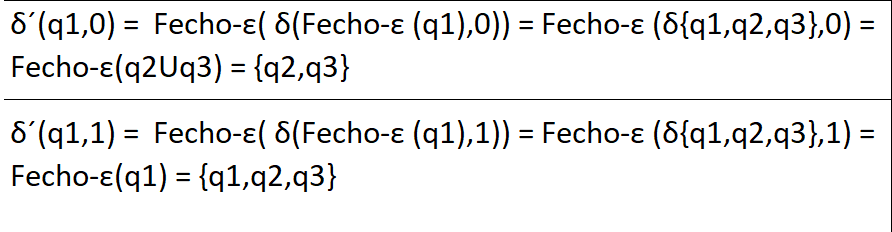 δ´(q1,0) =  Fecho-ε( δ(Fecho-ε (q1),0)) = Fecho-ε (δ{q1,q2,q3},0) =
Fecho-ε(q2Uq3) = {q2,q3}
δ´(q1,1) =  Fecho-ε( δ(Fecho-ε (q1),1)) = Fecho-ε (δ{q1,q2,q3},1) =
Fecho-ε(q1) = {q1,q2,q3}